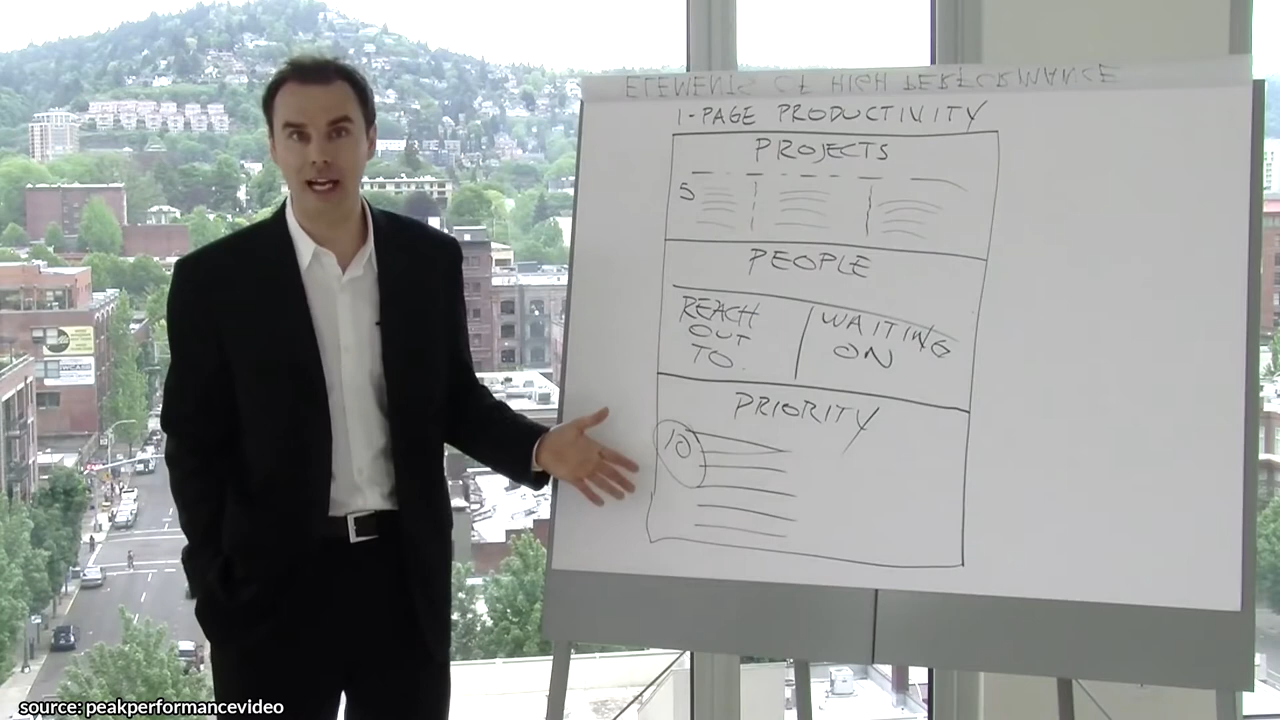 ELEMENTS OF HIGH PERFORMANCE
1-PAGE PRODUCTIVITY
PROJECTS
5
PEOPLE
REACH
OUT
TO.
WAITING
ON
PRIORITY
10
source: peakperformancevideo